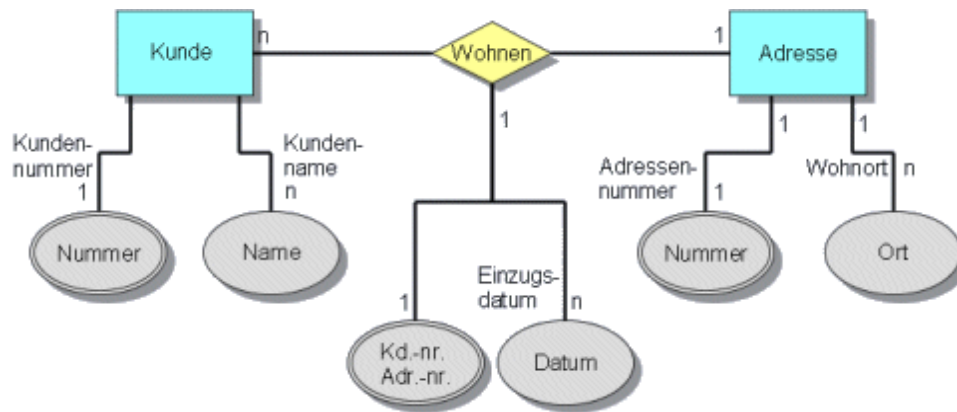 Kunde
n
Wohnen
1
Adresse
Kunden-
nummer
1
Kunden-
name
n
1
Adressen-
nummer
1
1
Wohnort
1
n
Nummer
Name
Einzugs-
datum
1
n
Nummer
Ort
Kd.-nr.
Adr.-nr.
Datum